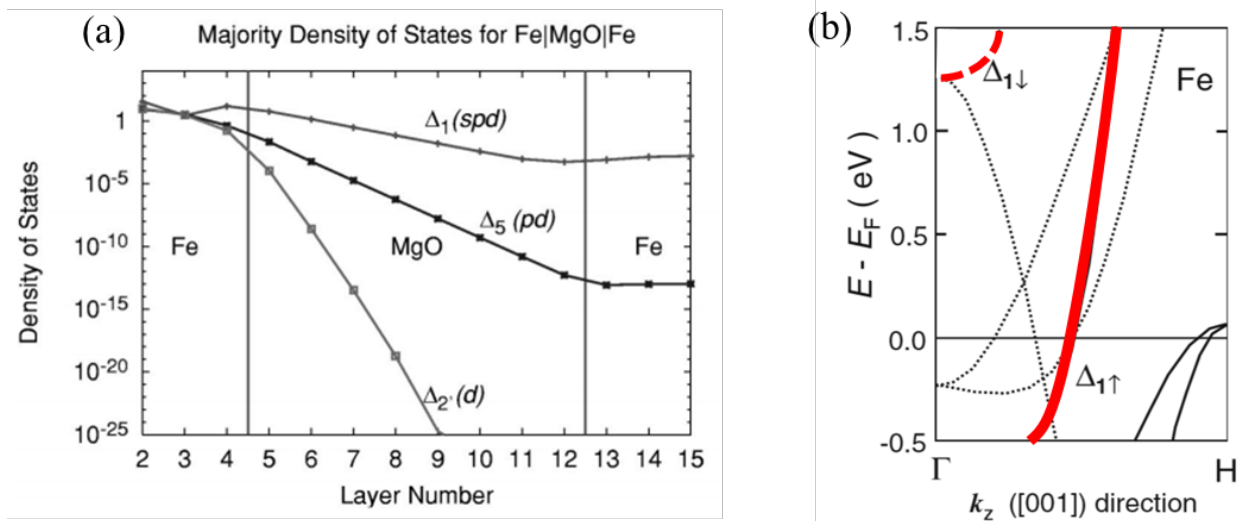 (a)
Majority Density of States for Fe|MgO|Fe
Density of States
1
10-5
10-10
10-15
10-20
10-25
Δ1(spd)
Δ5 (pd)
Δ2'(d)
Fe
MgO
Fe
2 3 4 5 6 7 8 9 10 11 12 13 14 15
Layer Number
(b)
E - EF ( eV )
1.5
1.0
0.5
0.0
-0.5
Δ1↓
Fe
Δ1↑
Γ
H
kz ([001]) direction